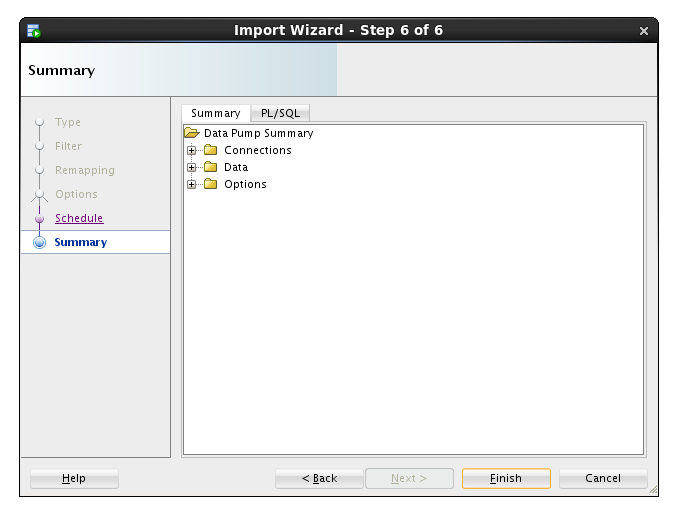 Import Wizard - Step 6 of 6
Summary
Type
Filter
Remapping
Options
Schedule
Summary
Summary PL/SQL
Data Pump Summary
Connections
Data
Options
Help < Back Next > Finish Cancel